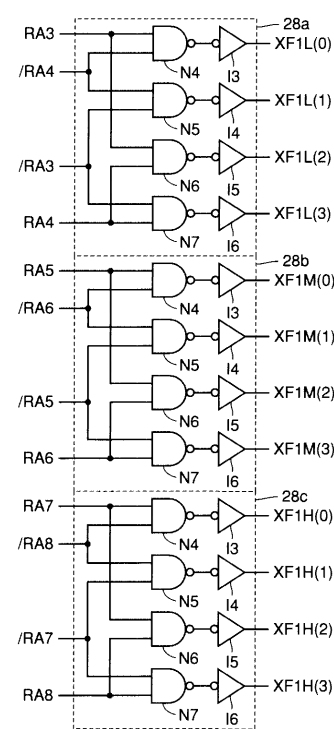 28a
RA3
XF1L(0)
N4
I3
/RA4
XF1L(1)
N5
I4
/RA3
XF1L(2)
N6
I5
RA4
XF1L(3)
N7
I6
28b
RA5
XF1M(0)
N4
I3
/RA6
XF1M(1)
N5
I4
/RA5
XF1M(2)
N6
I5
RA6
XF1M(3)
N7
I6
28c
RA7
XF1H(0)
N4
I3
/RA8
XF1H(1)
N5
I4
/RA7
XF1H(2)
N6
I5
RA8
XF1H(3)
N7
I6